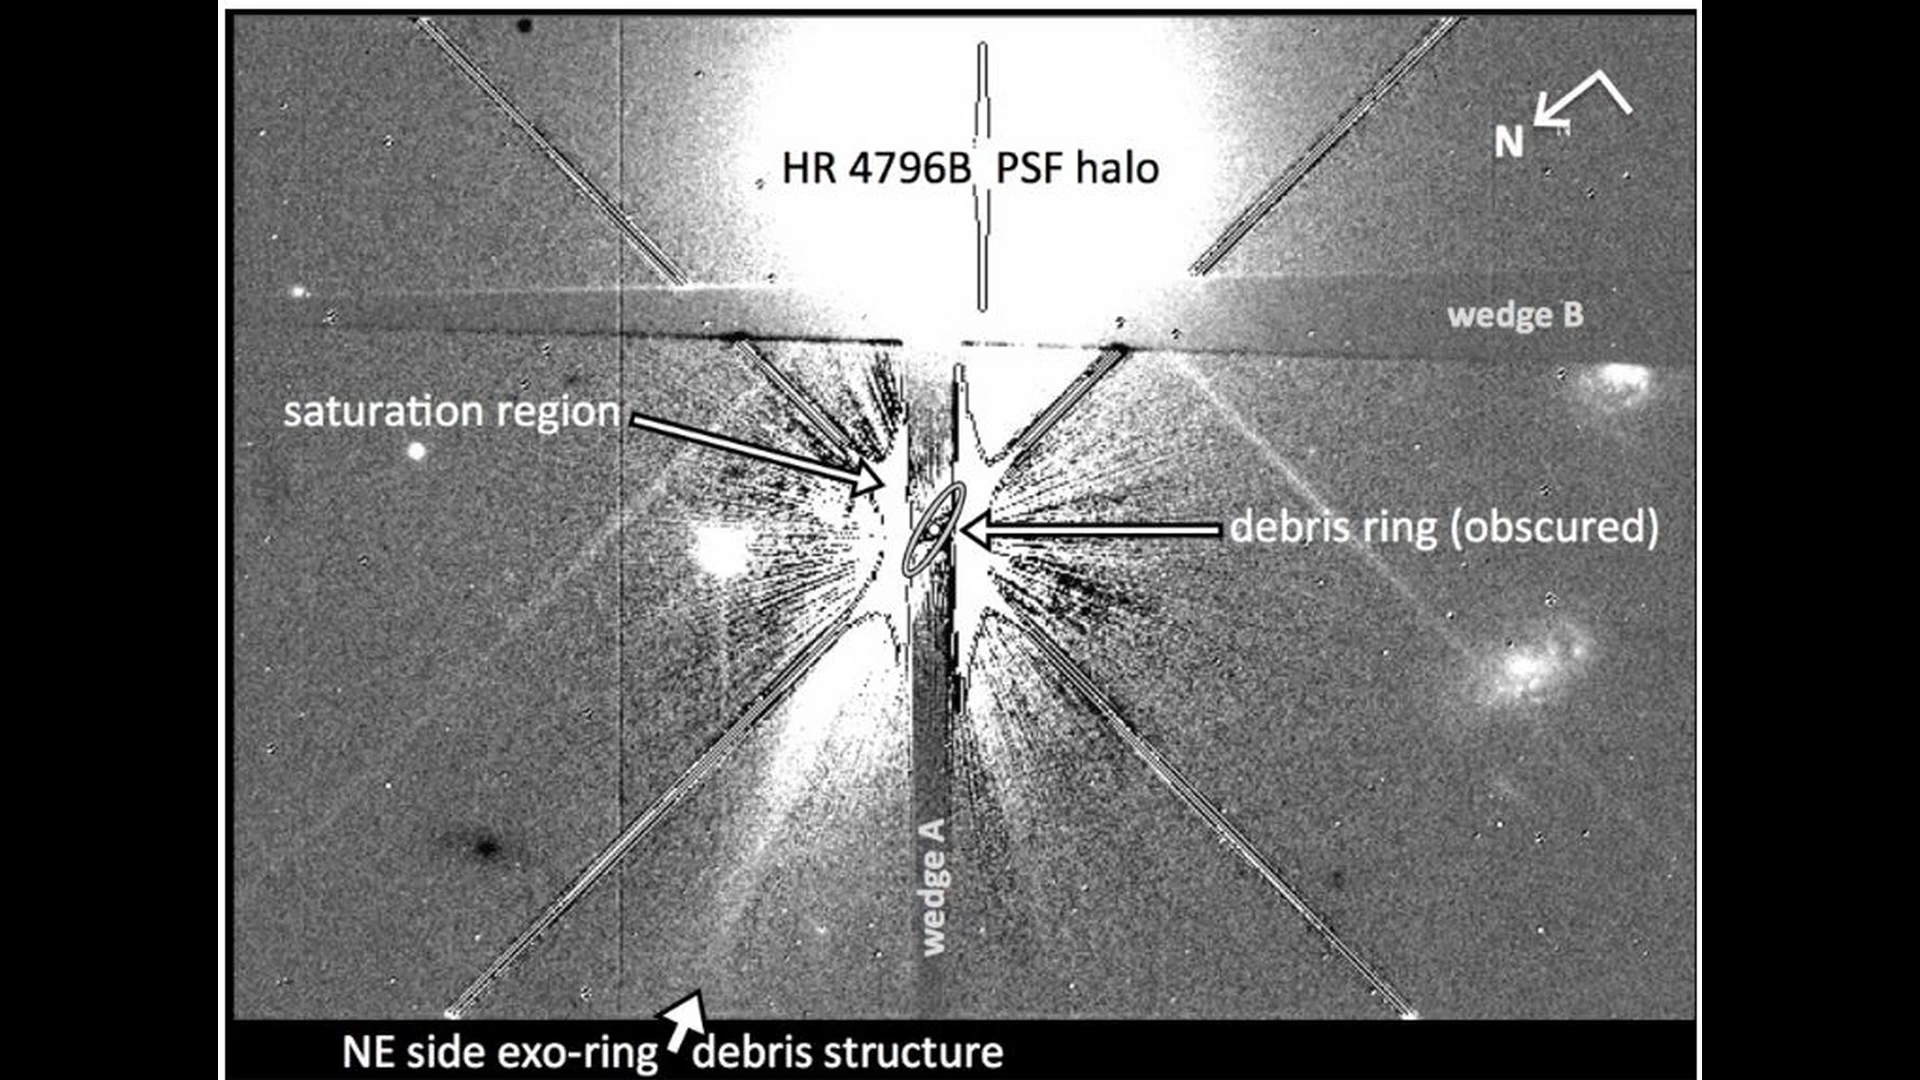 HR 4796B PSF halo
N
N
wedge B
saturation region
debris ring (obscured)
wedge A
NE side exo-ring debris structure